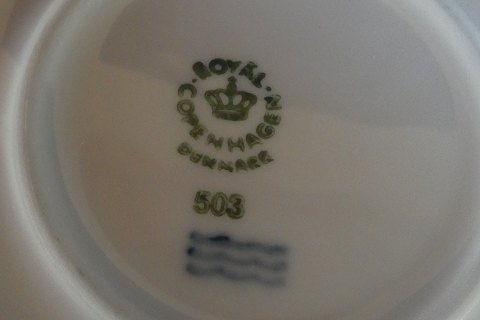 ROYAL
COPENHAGEN
DENMARK
503